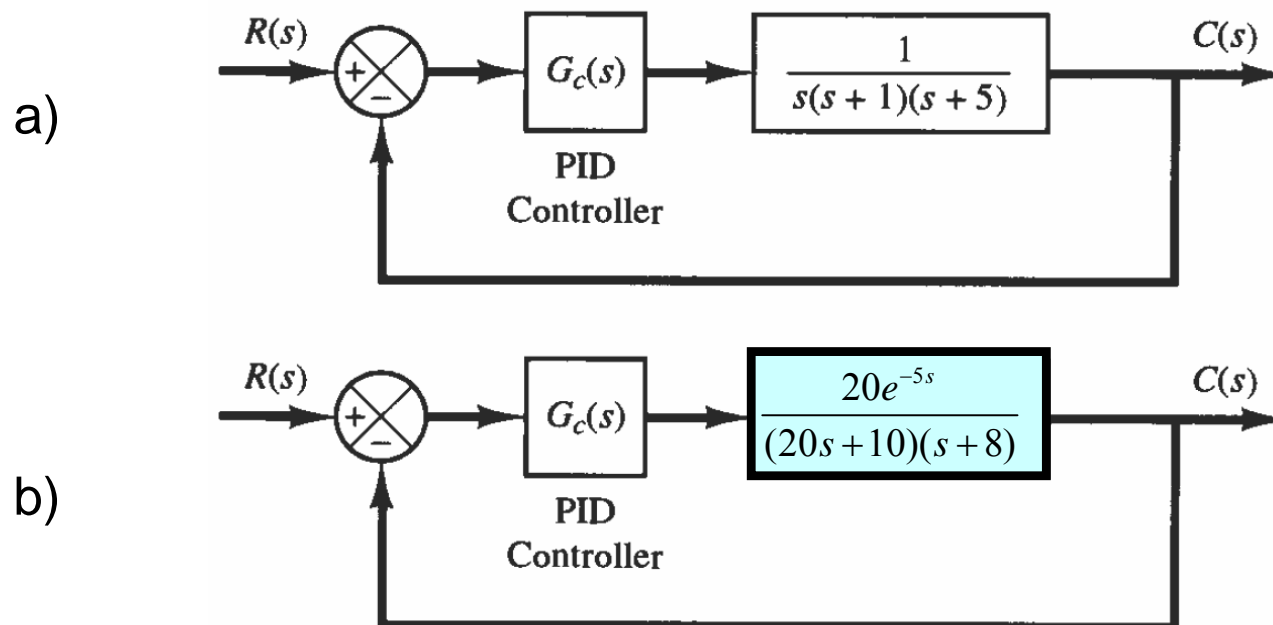 a)
R(s)
+
−
G_c(s)
1
s(s + 1)(s + 5)
C(s)
PID
Controller
b)
R(s)
+
−
G_c(s)
20e^{-5s}
(20s+10)(s+8)
C(s)
PID
Controller